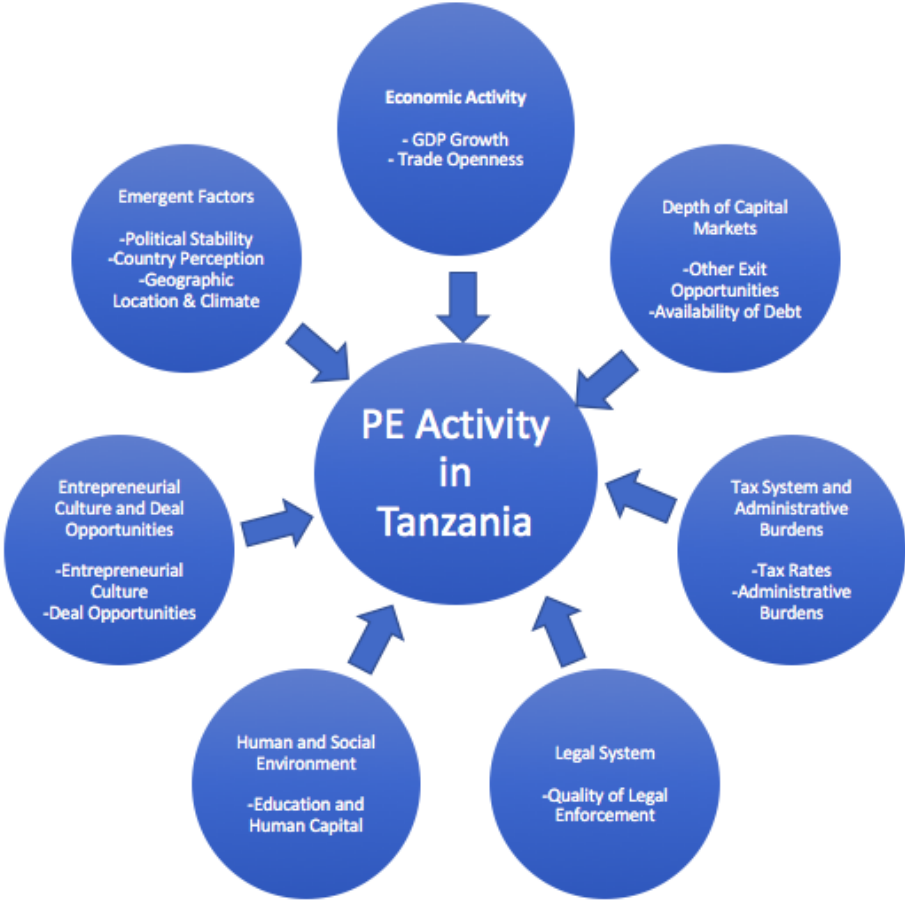 Economic Activity
- GDP Growth
- Trade Openness
Emergent Factors
-Political Stability
-Country Perception
-Geographic
Location & Climate
Depth of Capital
Markets
-Other Exit
Opportunities
-Availability of Debt
PE Activity
in
Tanzania
Entrepreneurial
Culture and Deal
Opportunities
-Entrepreneurial
Culture
-Deal Opportunities
Tax System and
Administrative
Burdens
-Tax Rates
-Administrative
Burdens
Human and Social
Environment
-Education and
Human Capital
Legal System
-Quality of Legal
Enforcement